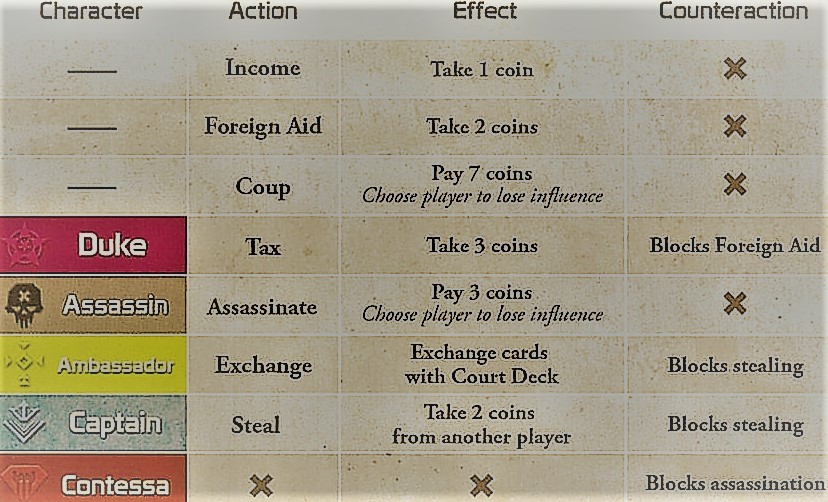 Character Action Effect Counteraction
Income Take 1 coin
Foreign Aid Take 2 coins
Coup Pay 7 coins
Choose player to lose influence
Duke Tax Take 3 coins Blocks Foreign Aid
Assassin Assassinate Pay 3 coins
Choose player to lose influence
Ambassador Exchange Exchange cards
with Court Deck Blocks stealing
Captain Steal Take 2 coins
from another player Blocks stealing
Contessa Blocks assassination